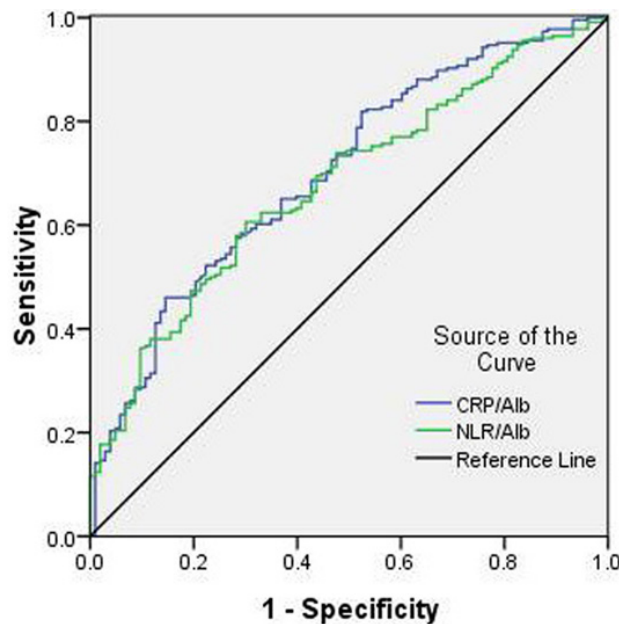 Sensitivity
1.0
0.8
0.6
0.4
0.2
0.0
Source of the
Curve
CRP/Alb
NLR/Alb
Reference Line
0.0 0.2 0.4 0.6 0.8 1.0
1 - Specificity